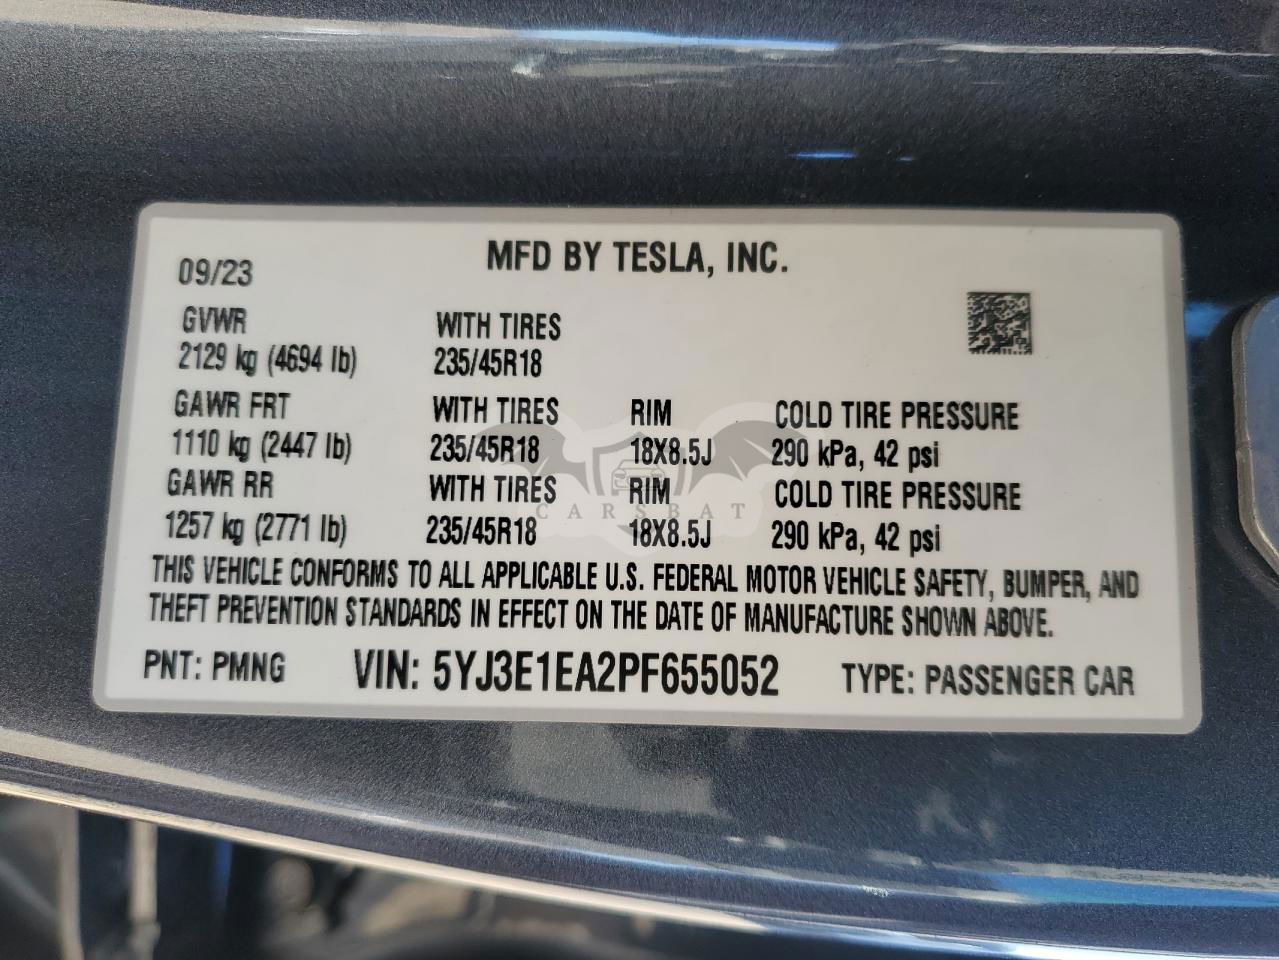 09/23 MFD BY TESLA, INC.
GVWR WITH TIRES
2129 kg (4694 lb) 235/45R18
GAWR FRT WITH TIRES RIM COLD TIRE PRESSURE
1110 kg (2447 lb) 235/45R18 18X8.5J 290 kPa, 42 psi
GAWR RR WITH TIRES RIM COLD TIRE PRESSURE
CARSBAT
1257 kg (2771 lb) 235/45R18 18X8.5J 290 kPa, 42 psi
THIS VEHICLE CONFORMS TO ALL APPLICABLE U.S. FEDERAL MOTOR VEHICLE SAFETY, BUMPER, AND
THEFT PREVENTION STANDARDS IN EFFECT ON THE DATE OF MANUFACTURE SHOWN ABOVE.
PNT: PMNG VIN: 5YJ3E1EA2PF655052 TYPE: PASSENGER CAR